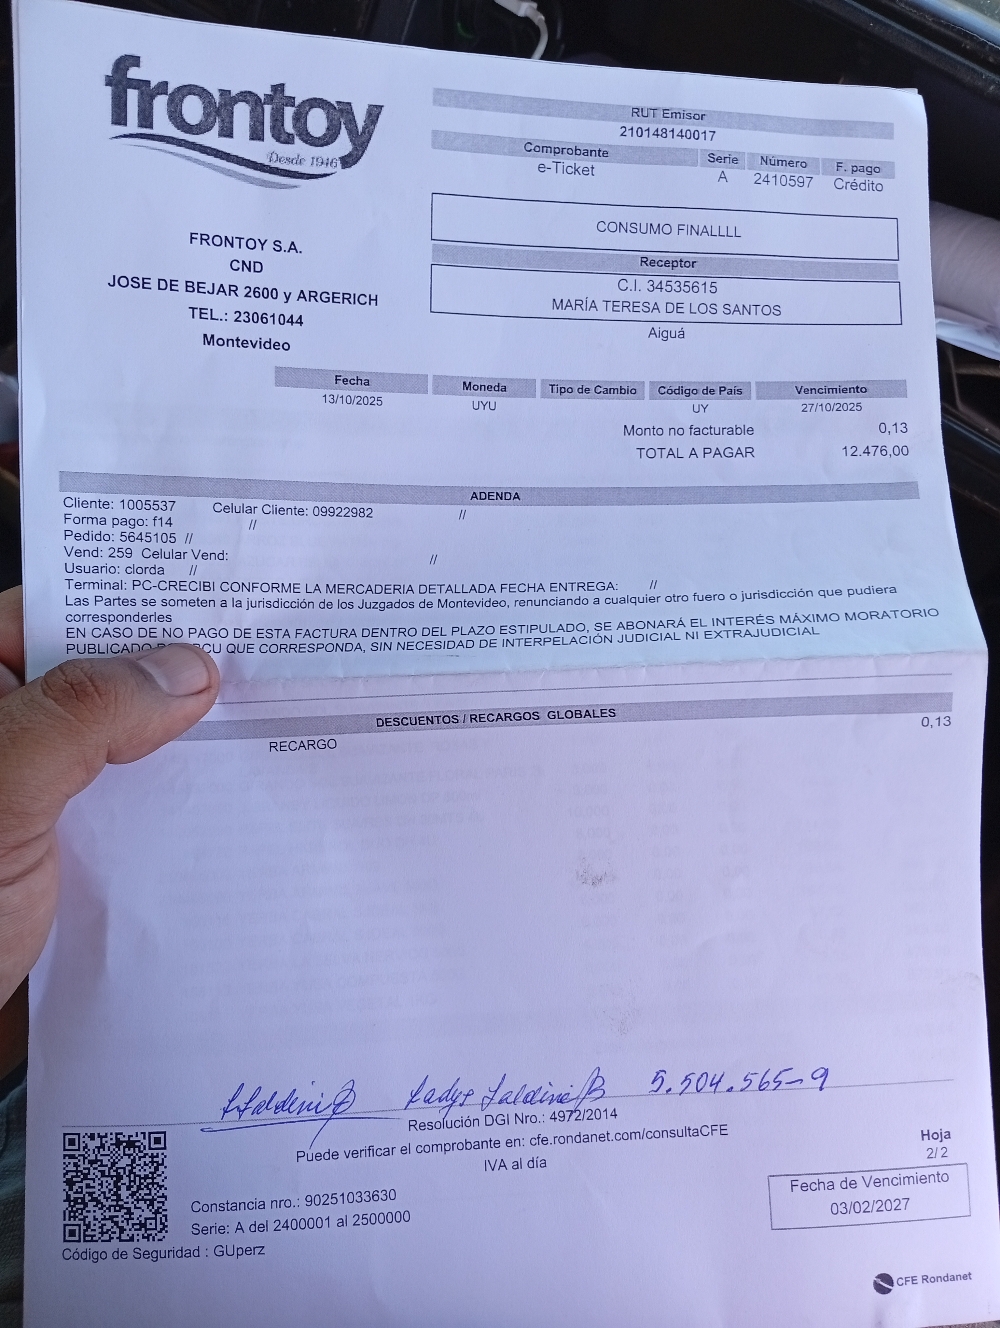 frontoy
Desde 1946
RUT Emisor
210148140017
Comprobante Serie Número F. pago
e-Ticket A 2410597 Crédito
CONSUMO FINALLLL
Receptor
C.I. 34535615
MARÍA TERESA DE LOS SANTOS
Aiguá
FRONTOY S.A.
CND
JOSE DE BEJAR 2600 y ARGERICH
TEL.: 23061044
Montevideo
Fecha Moneda Tipo de Cambio Código de País Vencimiento
13/10/2025 UYU UY 27/10/2025
Monto no facturable 0,13
TOTAL A PAGAR 12.476,00
ADENDA
Cliente: 1005537 Celular Cliente: 09922982 //
Forma pago: f14 //
Pedido: 5645105 //
Vend: 259 Celular Vend: //
Usuario: clorda //
Terminal: PC-CRECIBI CONFORME LA MERCADERIA DETALLADA FECHA ENTREGA: //
Las Partes se someten a la jurisdicción de los Juzgados de Montevideo, renunciando a cualquier otro fuero o jurisdicción que pudiera
corresponderles
EN CASO DE NO PAGO DE ESTA FACTURA DENTRO DEL PLAZO ESTIPULADO, SE ABONARÁ EL INTERÉS MÁXIMO MORATORIO
PUBLICADO QUE CORRESPONDA, SIN NECESIDAD DE INTERPELACIÓN JUDICIAL NI EXTRAJUDICIAL
DESCUENTOS / RECARGOS GLOBALES
RECARGO 0,13
5.504.565-9
Resolución DGI Nro.: 4972/2014
Puede verificar el comprobante en: cfe.rondanet.com/consultaCFE
IVA al día
Hoja
2/2
Fecha de Vencimiento
03/02/2027
Constancia nro.: 90251033630
Serie: A del 2400001 al 2500000
Código de Seguridad : GUperz
CFE Rondanet